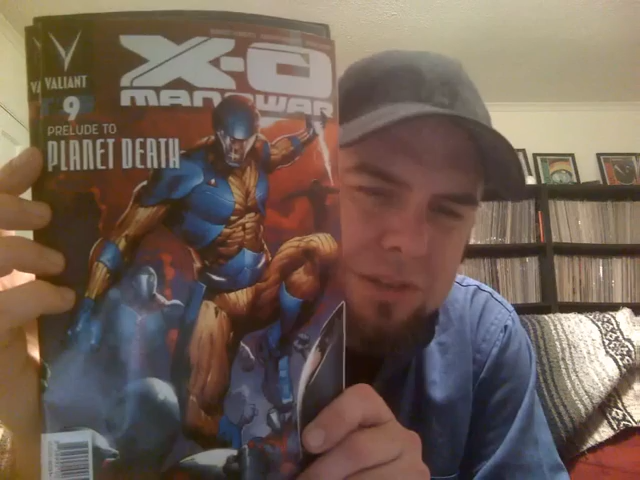 VALIANT
9
X-O
MANOWAR
PRELUDE TO
PLANET DEATH